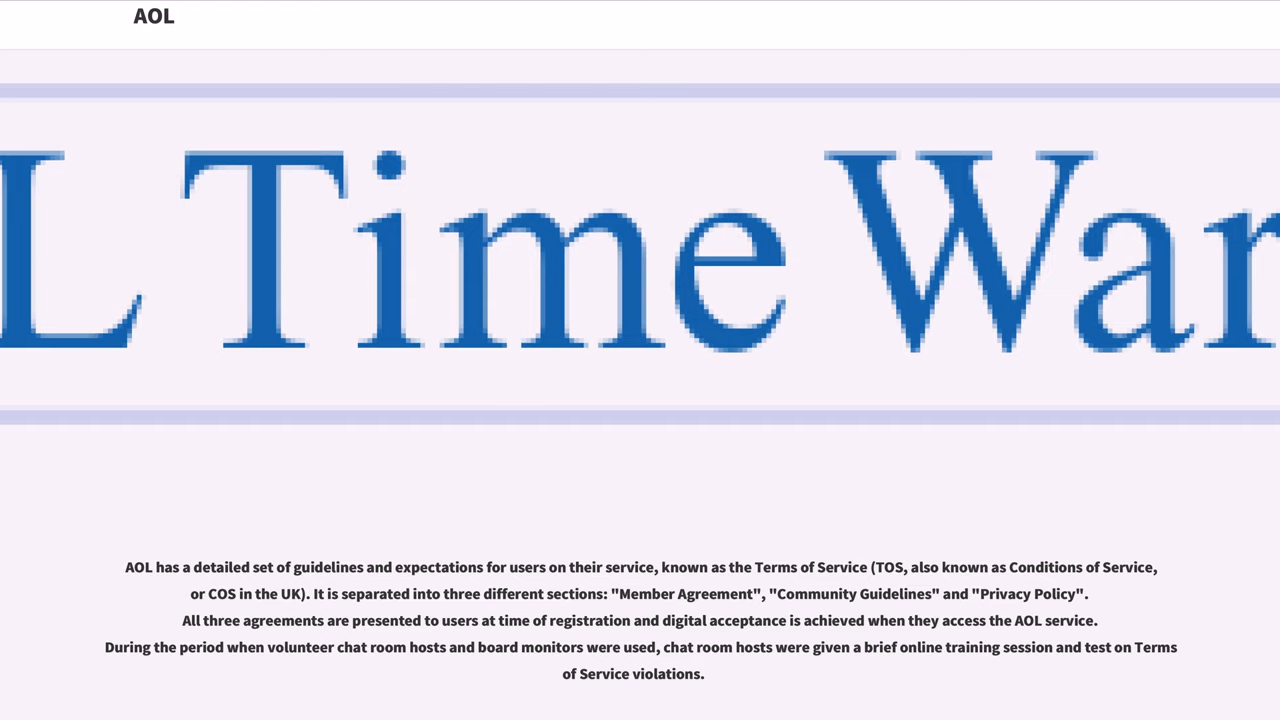 AOL
L Time War
AOL has a detailed set of guidelines and expectations for users on their service, known as the Terms of Service (TOS, also known as Conditions of Service,
or COS in the UK). It is separated into three different sections: "Member Agreement", "Community Guidelines" and "Privacy Policy".
All three agreements are presented to users at time of registration and digital acceptance is achieved when they access the AOL service.
During the period when volunteer chat room hosts and board monitors were used, chat room hosts were given a brief online training session and test on Terms
of Service violations.